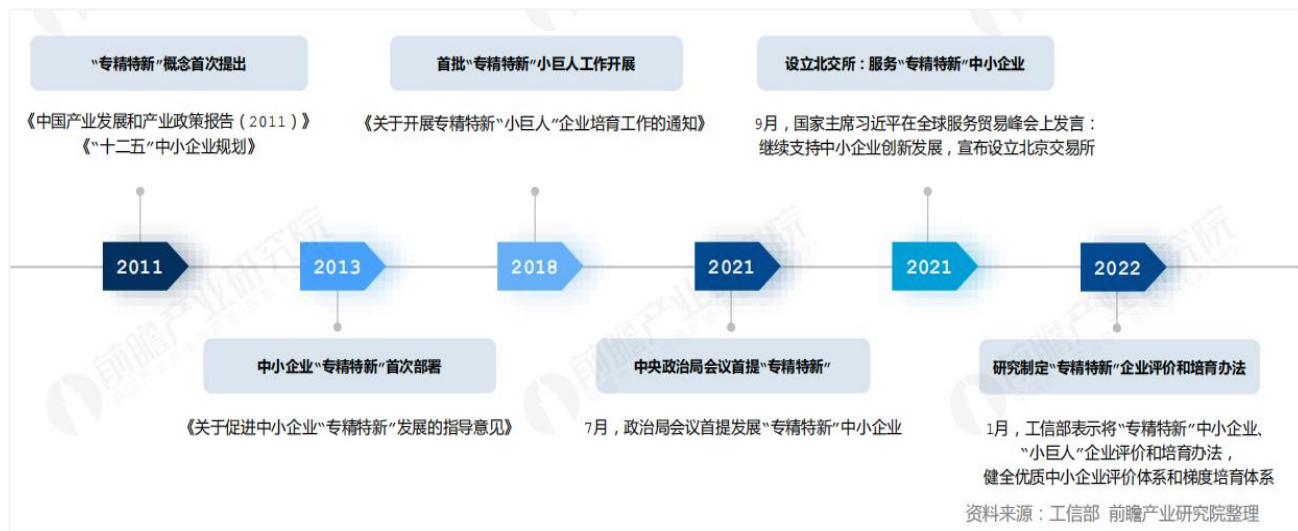 “专精特新”概念首次提出
《中国产业发展和产业政策报告（2011）》
《“十二五”中小企业规划》
首批“专精特新”小巨人工作开展
《关于开展专精特新“小巨人”企业培育工作的通知》
设立北交所：服务“专精特新”中小企业
9月，国家主席习近平在全球服务贸易峰会上发言：
继续支持中小企业创新发展，宣布设立北京交易所
2011
2013
2018
2021
2021
2022
中小企业“专精特新”首次部署
《关于促进中小企业“专精特新”发展的指导意见》
中央政治局会议首提“专精特新”
7月，政治局会议首提发展“专精特新”中小企业
研究制定“专精特新”企业评价和培育办法
1月，工信部表示将“专精特新”中小企业、
“小巨人”企业评价和培育办法，
健全优质中小企业评价体系和梯度培育体系
资料来源：工信部 前瞻产业研究院整理
前瞻产业研究院
前瞻产业研究院